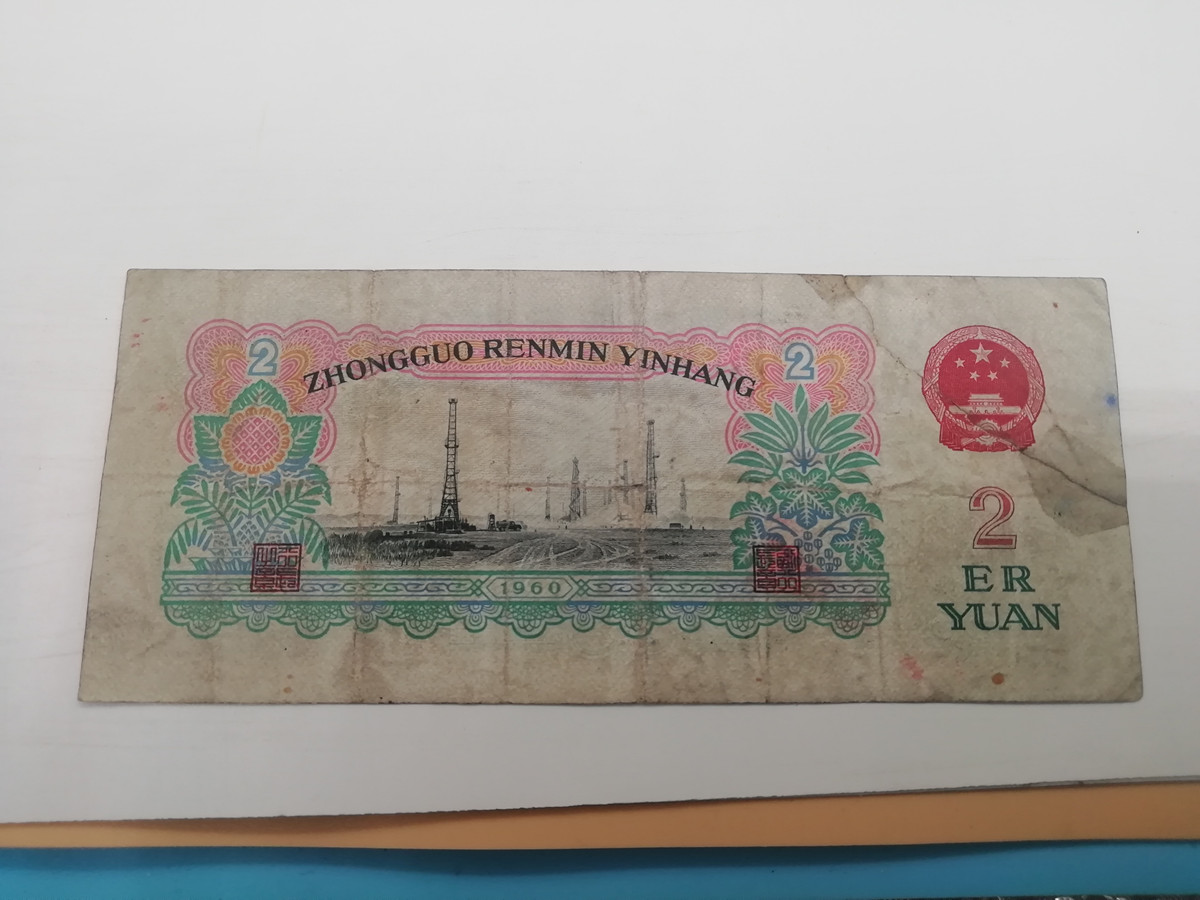 2
ZHONGGUO RENMIN YINHANG
2
1960
2
ER
YUAN